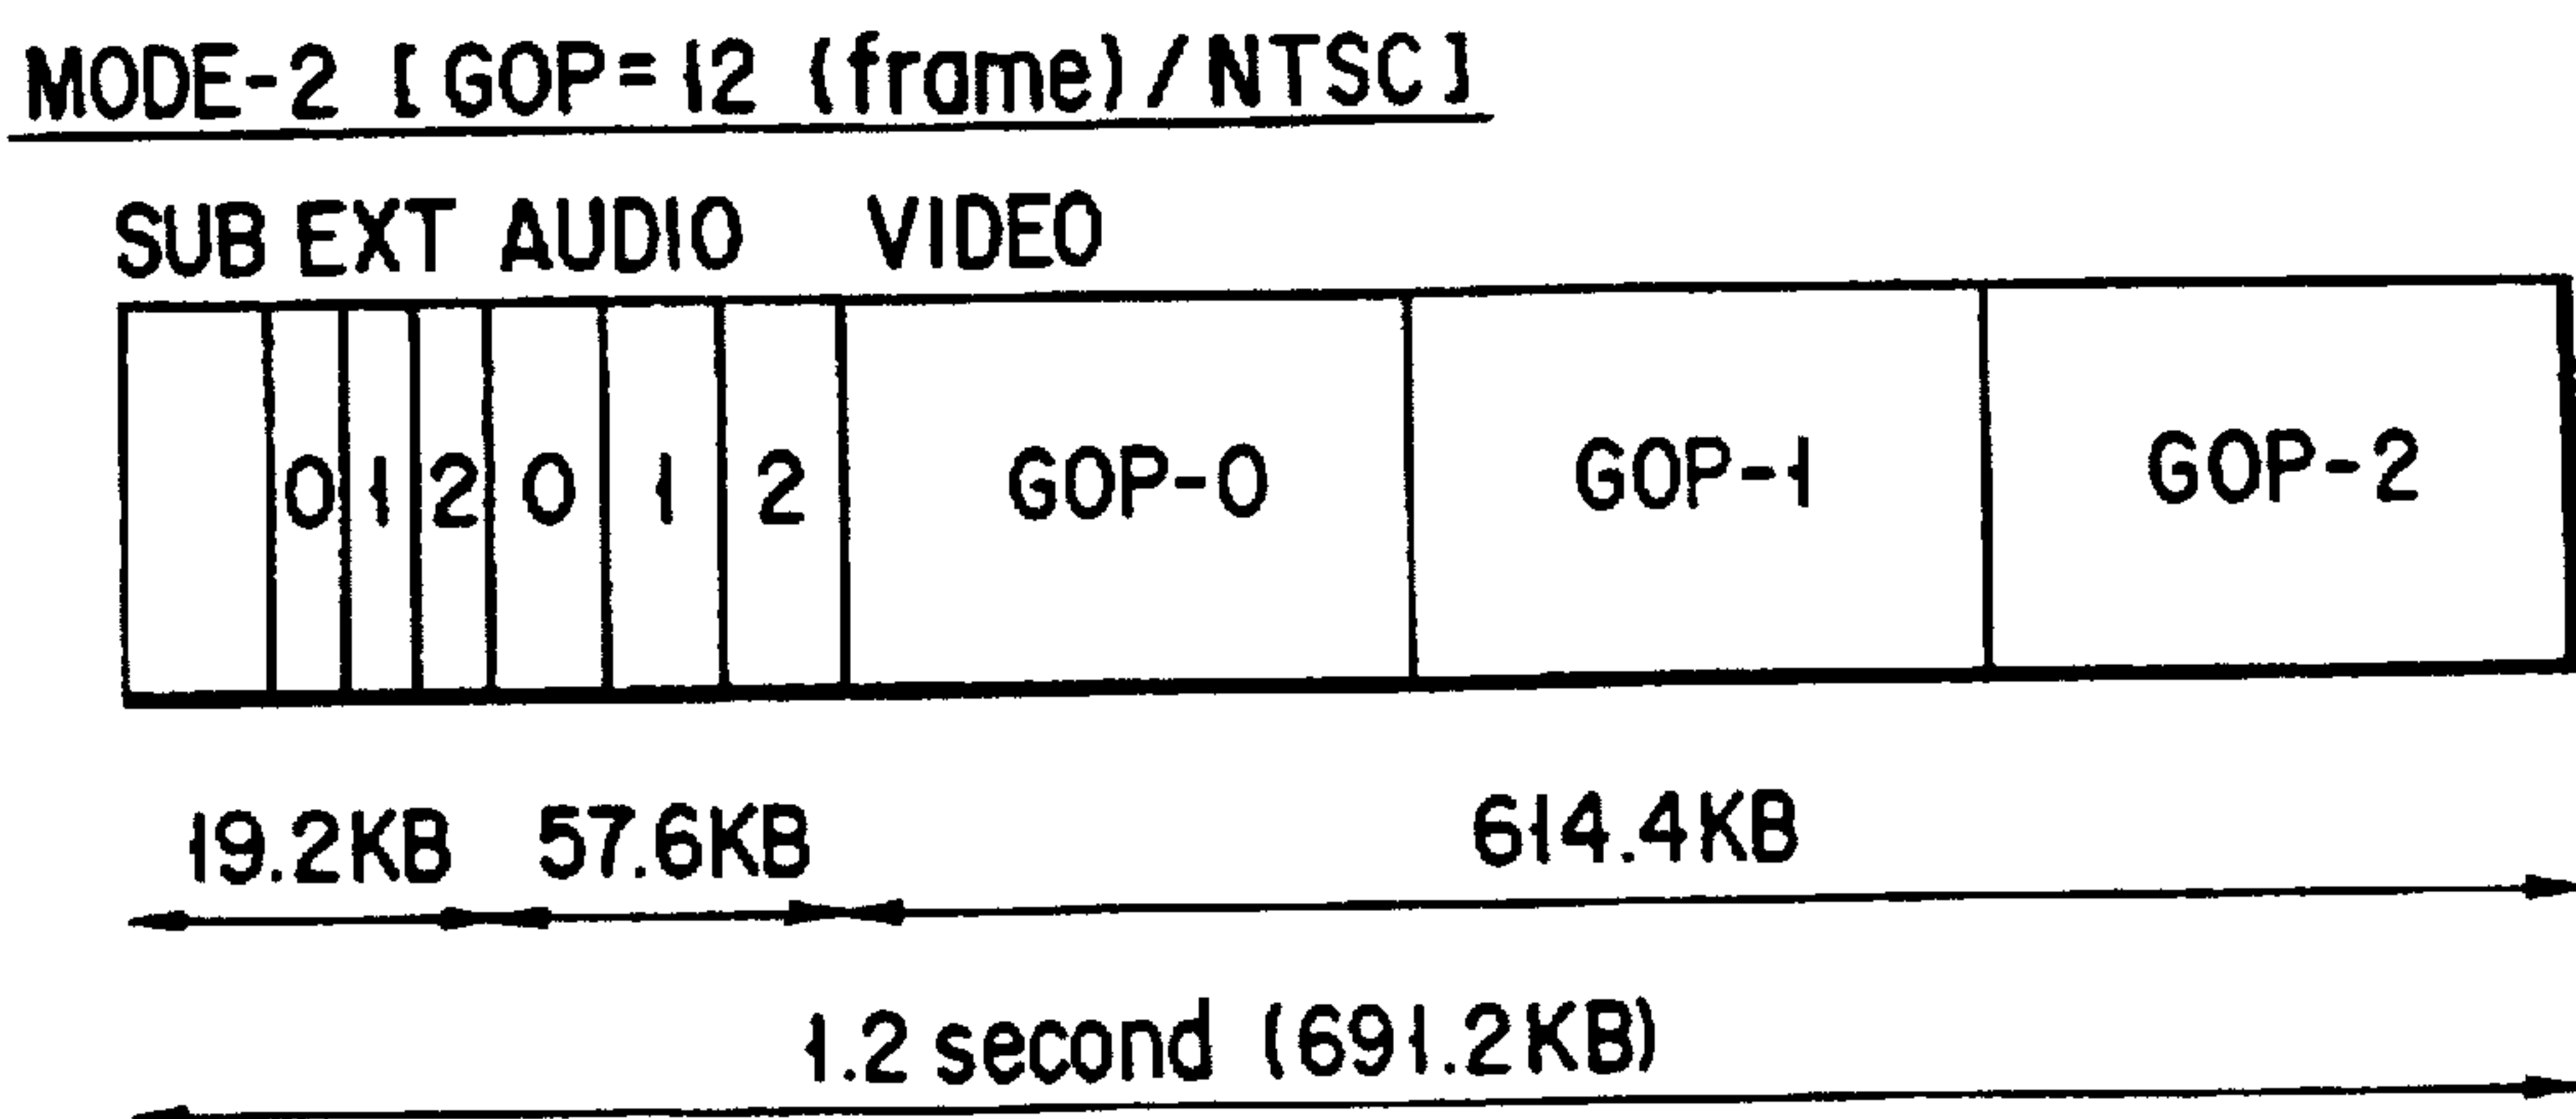 MODE-2 [GOP=12 (frame)/NTSC]
SUB EXT AUDIO VIDEO
0 1 2 0 1 2 GOP-0 GOP-1 GOP-2
19.2KB 57.6KB 614.4KB
1.2 second (691.2KB)